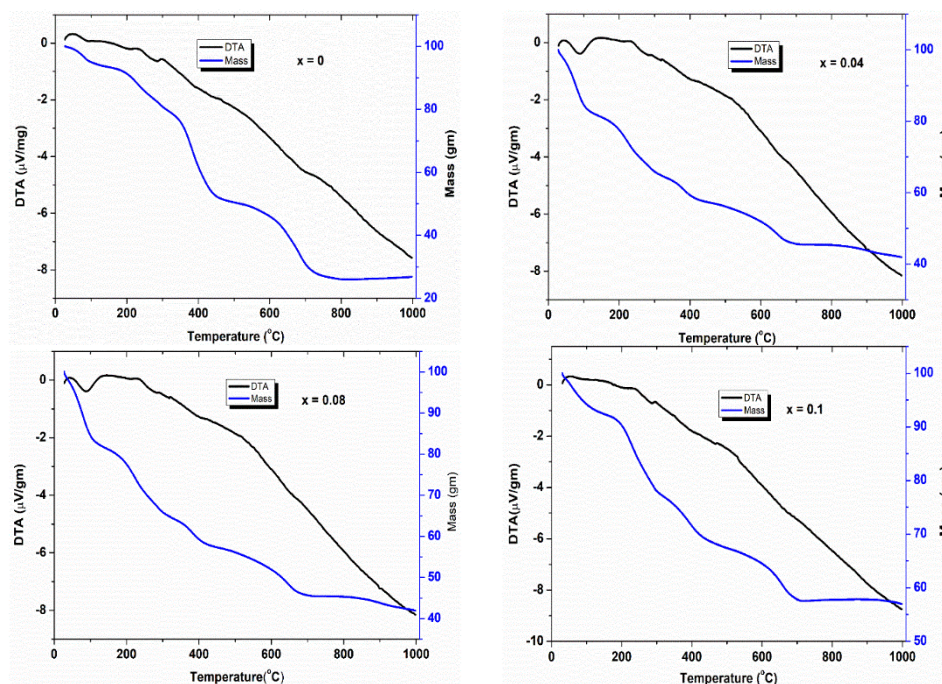 0
-2
-4
-6
-8
DTA (µV/mg)
DTA
Mass
x = 0
100
80
60
40
20
Mass (gm)
0 200 400 600 800 1000
Temperature (°C)
0
-2
-4
-6
-8
DTA (µV/gm)
DTA
Mass
x = 0.04
100
80
60
40
0 200 400 600 800 1000
Temperature (°C)
0
-2
-4
-6
-8
DTA (µV/gm)
DTA
Mass
x = 0.08
100
90
80
70
60
50
40
Mass (gm)
0 200 400 600 800 1000
Temperature(°C)
0
-2
-4
-6
-8
-10
DTA(µV/gm)
DTA
Mass
x = 0.1
100
90
80
70
60
50
0 200 400 600 800 1000
Temperature(°C)